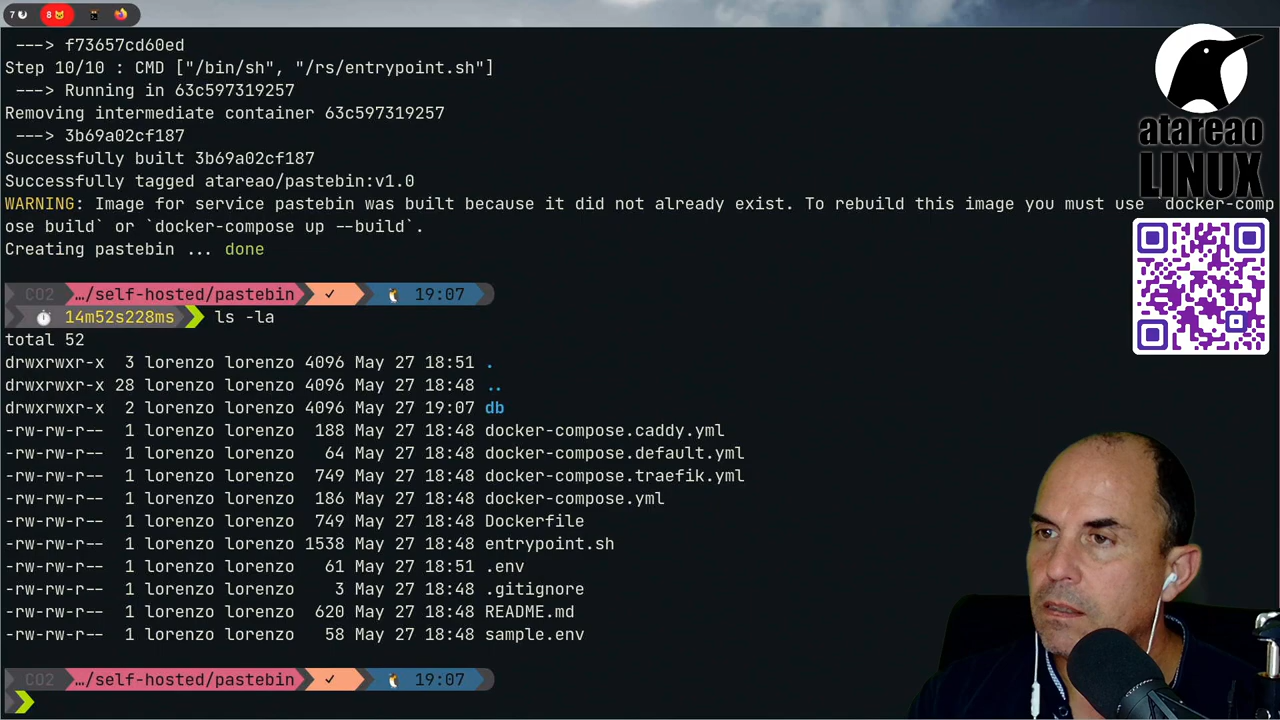 7 8
---> f73657cd60ed
Step 10/10 : CMD ["/bin/sh", "/rs/entrypoint.sh"]
---> Running in 63c597319257
Removing intermediate container 63c597319257
---> 3b69a02cf187
Successfully built 3b69a02cf187
Successfully tagged atareao/pastebin:v1.0
WARNING: Image for service pastebin was built because it did not already exist. To rebuild this image you must use `docker-comp
ose build` or `docker-compose up --build`.
Creating pastebin ... done
CO2 …/self-hosted/pastebin ✓ 19:07
14m52s228ms ls -la
total 52
drwxrwxr-x 3 lorenzo lorenzo 4096 May 27 18:51 .
drwxrwxr-x 28 lorenzo lorenzo 4096 May 27 18:48 ..
drwxrwxr-x 2 lorenzo lorenzo 4096 May 27 19:07 db
-rw-rw-r-- 1 lorenzo lorenzo 188 May 27 18:48 docker-compose.caddy.yml
-rw-rw-r-- 1 lorenzo lorenzo 64 May 27 18:48 docker-compose.default.yml
-rw-rw-r-- 1 lorenzo lorenzo 749 May 27 18:48 docker-compose.traefik.yml
-rw-rw-r-- 1 lorenzo lorenzo 186 May 27 18:48 docker-compose.yml
-rw-rw-r-- 1 lorenzo lorenzo 749 May 27 18:48 Dockerfile
-rw-rw-r-- 1 lorenzo lorenzo 1538 May 27 18:48 entrypoint.sh
-rw-rw-r-- 1 lorenzo lorenzo 61 May 27 18:51 .env
-rw-rw-r-- 1 lorenzo lorenzo 3 May 27 18:48 .gitignore
-rw-rw-r-- 1 lorenzo lorenzo 620 May 27 18:48 README.md
-rw-rw-r-- 1 lorenzo lorenzo 58 May 27 18:48 sample.env
CO2 …/self-hosted/pastebin ✓ 19:07
atareao
LINUX